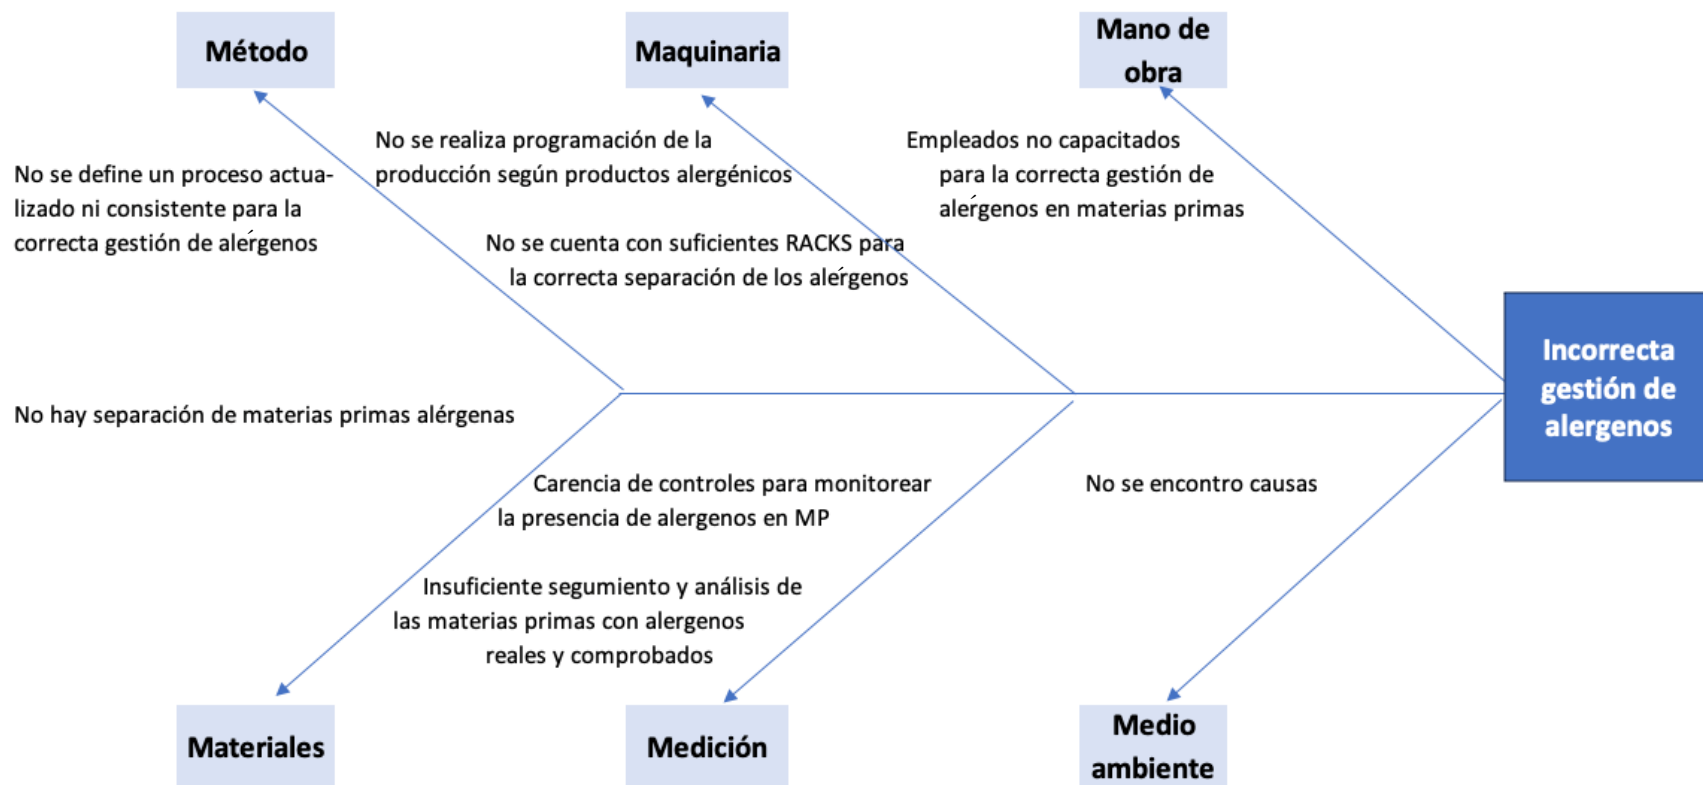 Método
Maquinaria
Mano de
obra
No se define un proceso actua-
lizado ni consistente para la
correcta gestión de alérgenos
No se realiza programación de la
producción según productos alergénicos
No se cuenta con suficientes RACKS para
la correcta separación de los alérgenos
Empleados no capacitados
para la correcta gestión de
alérgenos en materias primas
Incorrecta
gestión de
alergenos
No hay separación de materias primas alérgenas
Carencia de controles para monitorear
la presencia de alergenos en MP
Insuficiente segumiento y análisis de
las materias primas con alergenos
reales y comprobados
No se encontro causas
Materiales
Medición
Medio
ambiente